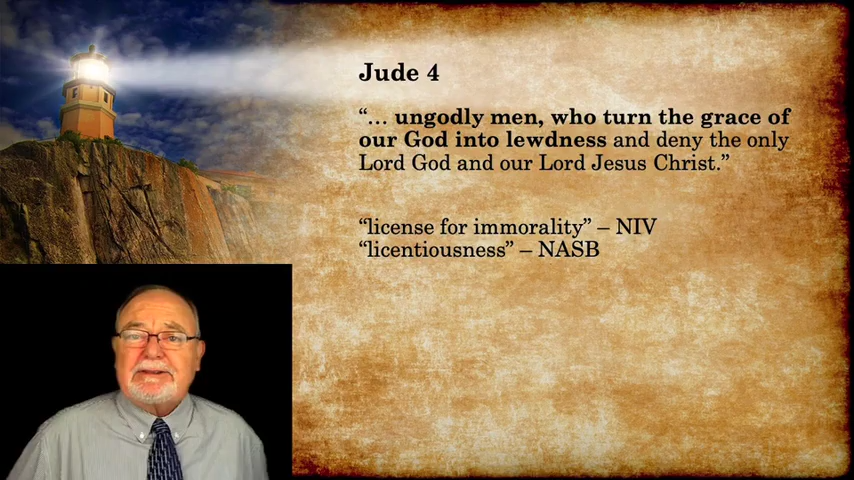 Jude 4
“... ungodly men, who turn the grace of
our God into lewdness and deny the only
Lord God and our Lord Jesus Christ.”
“license for immorality” – NIV
“licentiousness” – NASB